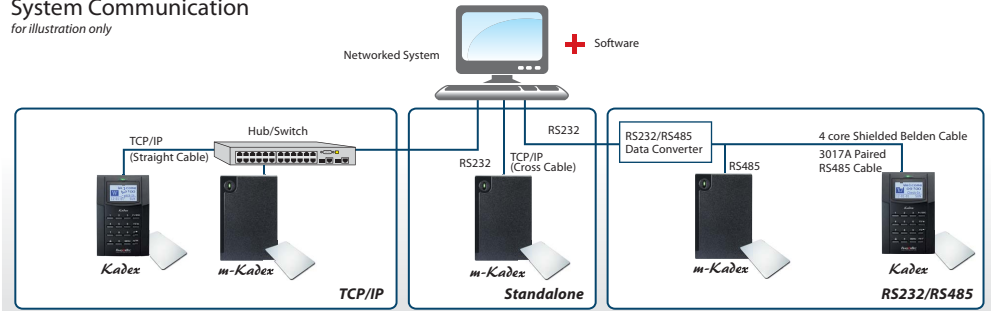 System Communication
for illustration only
Networked System
Software
TCP/IP
(Straight Cable)
Hub/Switch
Kadex
m-Kadex
TCP/IP
RS232
TCP/IP
(Cross Cable)
m-Kadex
Standalone
RS232
RS232/RS485
Data Converter
RS485
4 core Shielded Belden Cable
3017A Paired
RS485 Cable
m-Kadex
Kadex
RS232/RS485